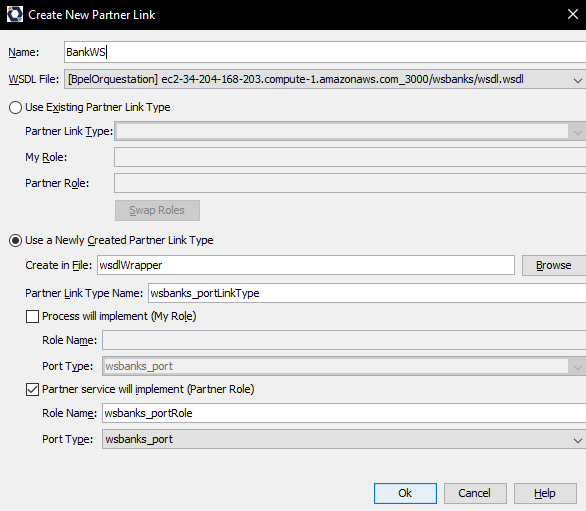 Create New Partner Link
Name: BankWS
WSDL File: [BpelOrquestation] ec2-34-204-168-203.compute-1.amazonaws.com_3000/wsbanks/wsdl.wsdl
Use Existing Partner Link Type
Partner Link Type:
My Role:
Partner Role:
Swap Roles
Use a Newly Created Partner Link Type
Create in File: wsdlWrapper Browse
Partner Link Type Name: wsbanks_portLinkType
Process will implement (My Role)
Role Name:
Port Type: wsbanks_port
Partner service will implement (Partner Role)
Role Name: wsbanks_portRole
Port Type: wsbanks_port
Ok Cancel Help